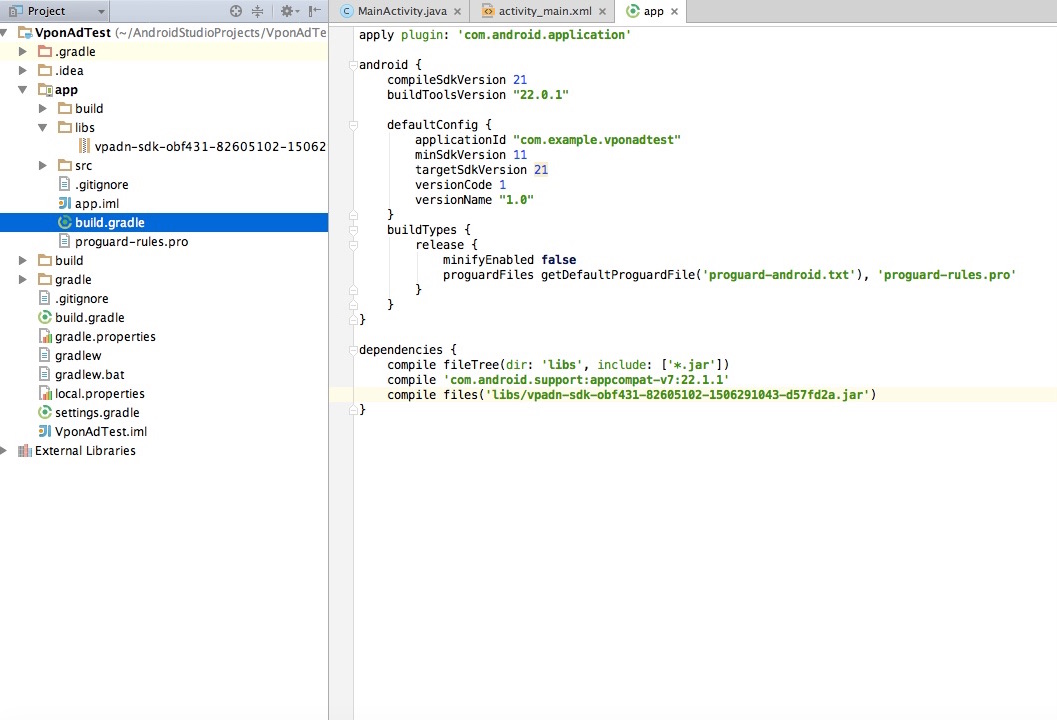 Project
MainActivity.java
activity_main.xml
app
VponAdTest (~/AndroidStudioProjects/VponAdTe
.gradle
.idea
app
build
libs
vpadn-sdk-obf431-82605102-15062
src
.gitignore
app.iml
build.gradle
proguard-rules.pro
build
gradle
.gitignore
build.gradle
gradle.properties
gradlew
gradlew.bat
local.properties
settings.gradle
VponAdTest.iml
External Libraries
apply plugin: 'com.android.application'
android {
compileSdkVersion 21
buildToolsVersion "22.0.1"
defaultConfig {
applicationId "com.example.vponadtest"
minSdkVersion 11
targetSdkVersion 21
versionCode 1
versionName "1.0"
}
buildTypes {
release {
minifyEnabled false
proguardFiles getDefaultProguardFile('proguard-android.txt'), 'proguard-rules.pro'
}
}
}
dependencies {
compile fileTree(dir: 'libs', include: ['*.jar'])
compile 'com.android.support:appcompat-v7:22.1.1'
compile files('libs/vpadn-sdk-obf431-82605102-1506291043-d57fd2a.jar')
}